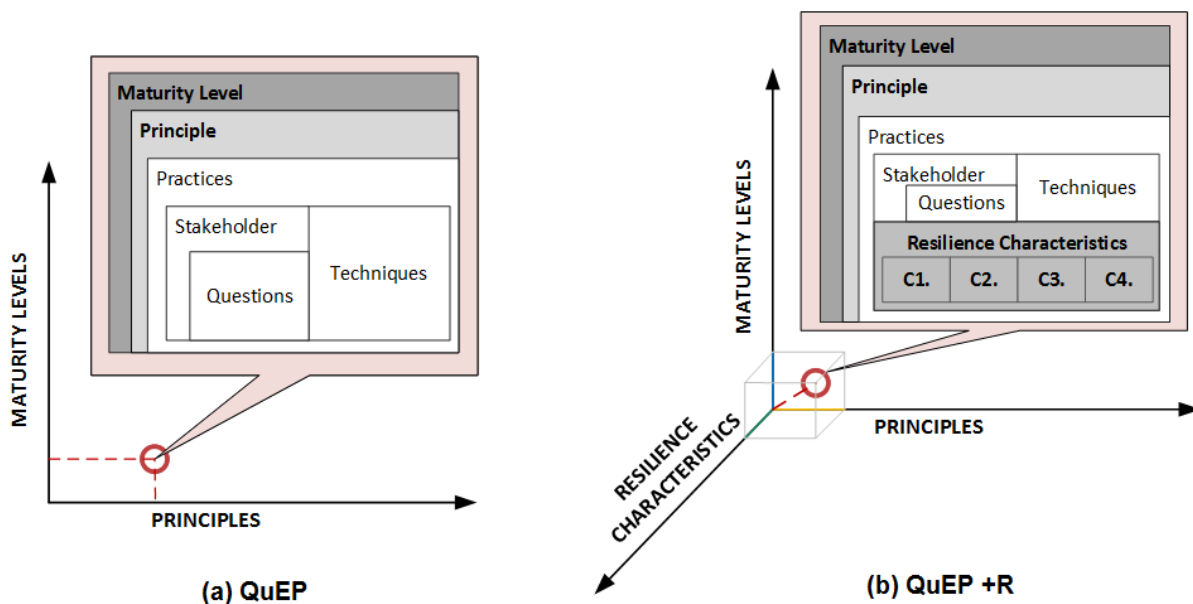 MATURITY LEVELS
Maturity Level
Principle
Practices
Stakeholder
Questions
Techniques
PRINCIPLES
(a) QuEP
MATURITY LEVELS
Maturity Level
Principle
Practices
Stakeholder
Questions
Techniques
Resilience Characteristics
C1. C2. C3. C4.
PRINCIPLES
RESILIENCE
CHARACTERISTICS
(b) QuEP +R